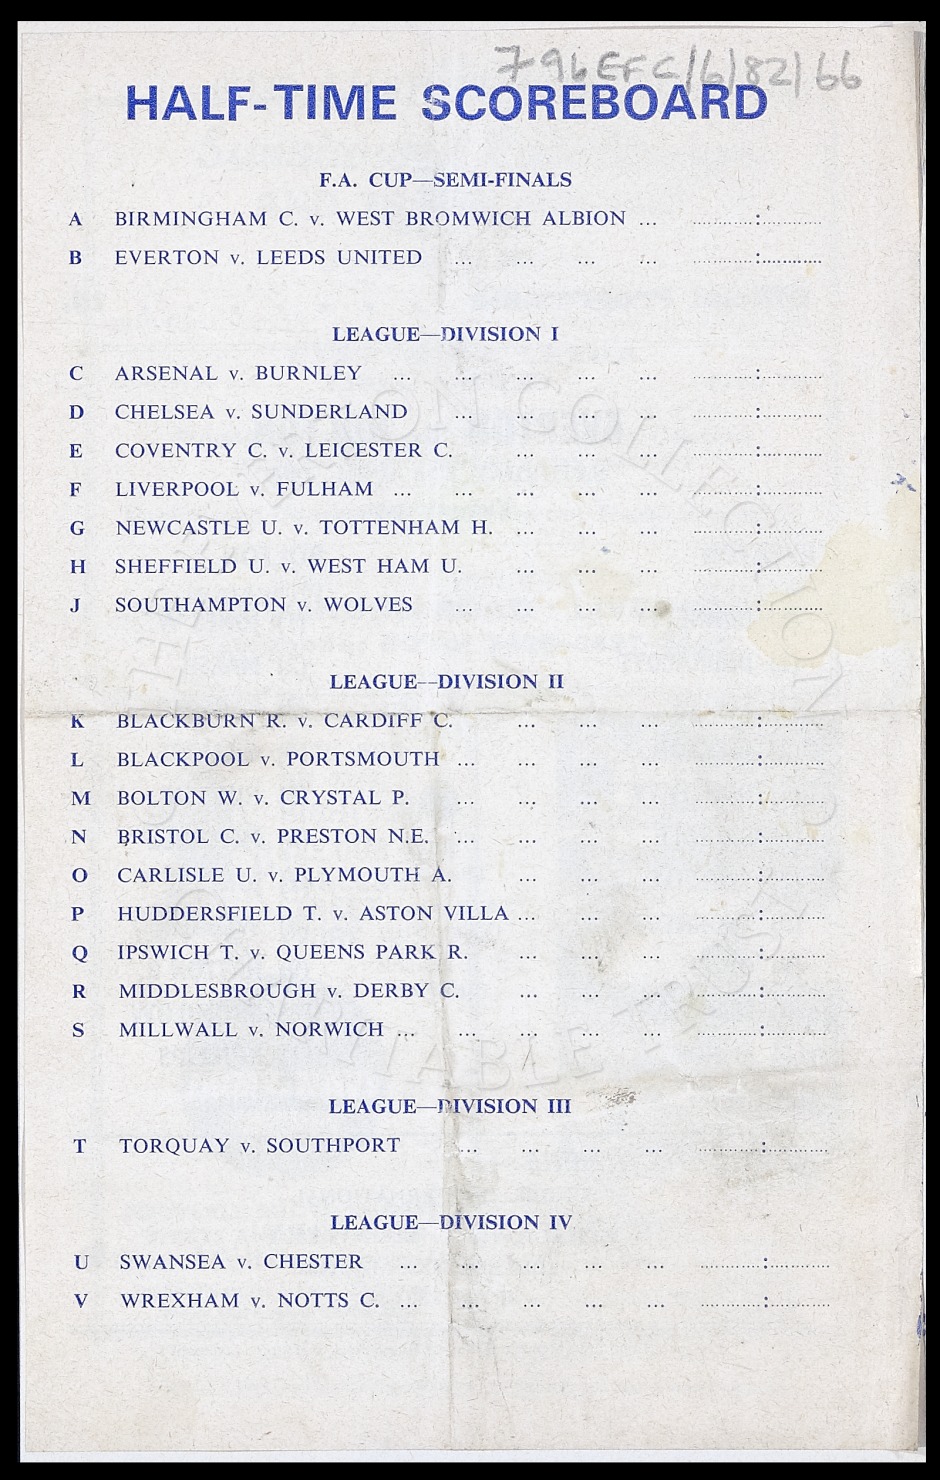 796EFC/6/82/66
HALF-TIME SCOREBOARD
F.A. CUP—SEMI-FINALS
A BIRMINGHAM C. v. WEST BROMWICH ALBION ... ............:............
B EVERTON v. LEEDS UNITED ... ... ... ... ............:............
LEAGUE—DIVISION I
C ARSENAL v. BURNLEY ... ... ... ... ... ............:............
D CHELSEA v. SUNDERLAND ... ... ... ... ............:............
E COVENTRY C. v. LEICESTER C. ... ... ... ............:............
F LIVERPOOL v. FULHAM ... ... ... ... ... ............:............
G NEWCASTLE U. v. TOTTENHAM H. ... ... ... ............:............
H SHEFFIELD U. v. WEST HAM U. ... ... ... ............:............
J SOUTHAMPTON v. WOLVES ... ... ... ... ............:............
LEAGUE—DIVISION II
K BLACKBURN R. v. CARDIFF C. ... ... ... ............:............
L BLACKPOOL v. PORTSMOUTH ... ... ... ... ............:............
M BOLTON W. v. CRYSTAL P. ... ... ... ... ............:............
N BRISTOL C. v. PRESTON N.E. ... ... ... ... ............:............
O CARLISLE U. v. PLYMOUTH A. ... ... ... ............:............
P HUDDERSFIELD T. v. ASTON VILLA ... ... ... ............:............
Q IPSWICH T. v. QUEENS PARK R. ... ... ... ............:............
R MIDDLESBROUGH v. DERBY C. ... ... ... ............:............
S MILLWALL v. NORWICH ... ... ... ... ... ............:............
LEAGUE—DIVISION III
T TORQUAY v. SOUTHPORT ... ... ... ... ............:............
LEAGUE—DIVISION IV
U SWANSEA v. CHESTER ... ... ... ... ... ............:............
V WREXHAM v. NOTTS C. ... ... ... ... ... ............:............